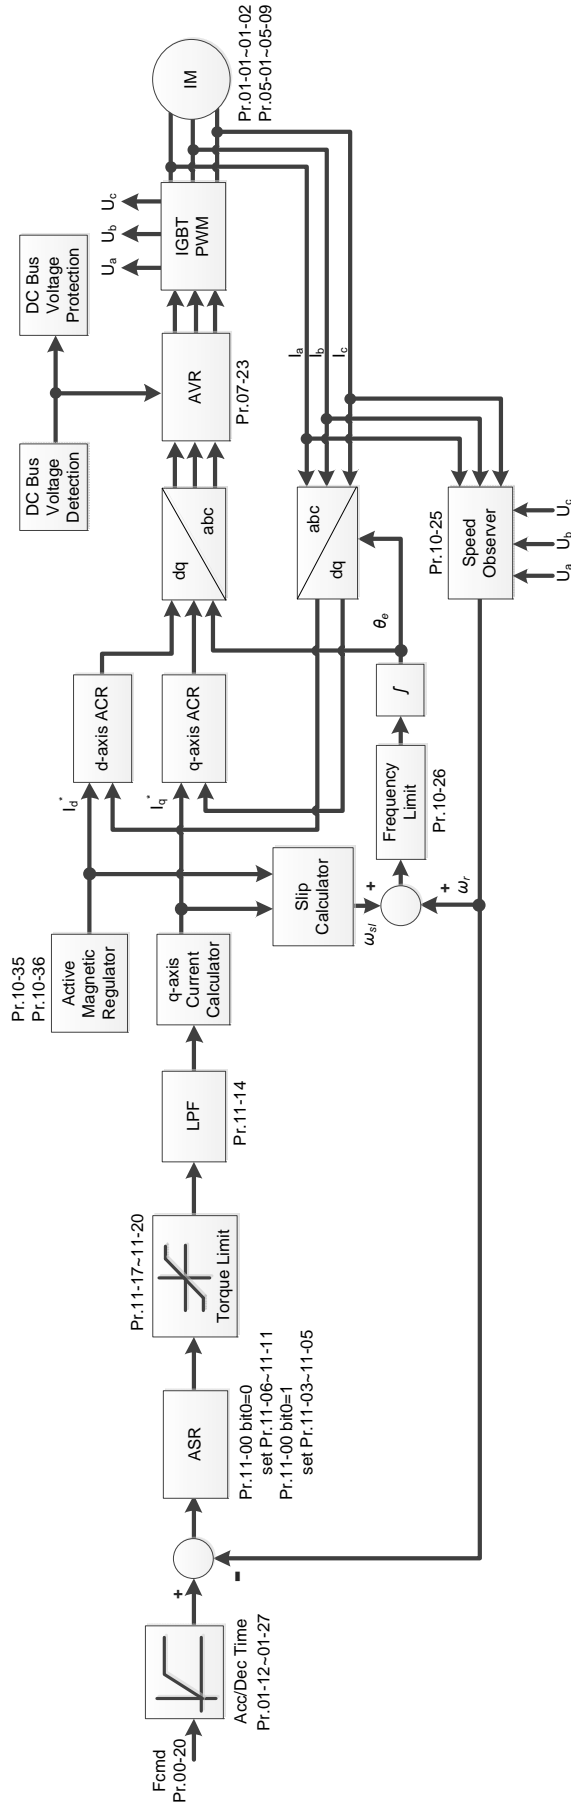 Fcmd
Pr.00-20
Acc/Dec Time
Pr.01-12~01-27
+
-
ASR
Pr.11-00 bit0=0
set Pr.11-06~11-11
Pr.11-00 bit0=1
set Pr.11-03~11-05
Pr.11-17~11-20
Torque Limit
LPF
Pr.11-14
Pr.10-35
Pr.10-36
Active
Magnetic
Regulator
q-axis
Current
Calculator
Slip
Calculator
ωsl
+
+
ωr
Id*
Iq*
d-axis ACR
q-axis ACR
Frequency
Limit
Pr.10-26
∫
θe
dq
abc
abc
dq
Pr.10-25
Speed
Observer
Ua
Ub
Uc
DC Bus
Voltage
Detection
DC Bus
Voltage
Protection
AVR
Pr.07-23
Ia
Ib
Ic
IGBT
PWM
Ua
Ub
Uc
IM
Pr.01-01~01-02
Pr.05-01~05-09